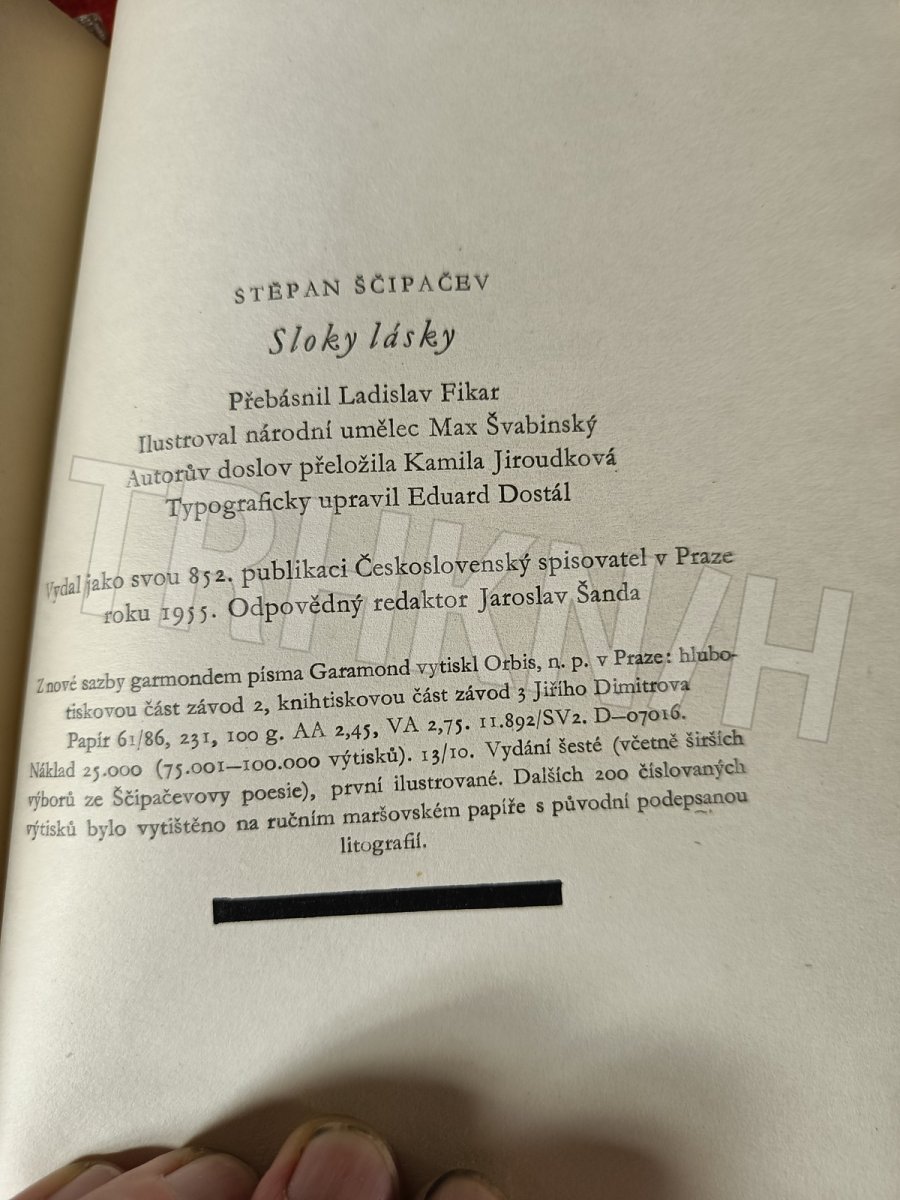 STĚPAN ŠČIPAČEV
Sloky lásky
Přebásnil Ladislav Fikar
Ilustroval národní umělec Max Švabinský
Autorův doslov přeložila Kamila Jiroudková
Typograficky upravil Eduard Dostál
Vydal jako svou 852. publikaci Československý spisovatel v Praze
roku 1955. Odpovědný redaktor Jaroslav Šanda
Z nové sazby garmondem písma Garamond vytiskl Orbis, n. p. v Praze: hlubo-
tiskovou část závod 2, knihtiskovou část závod 3 Jiřího Dimitrova
Papír 61/86, 231, 100 g. AA 2,45, VA 2,75. 11.892/SV2. D—07016.
Náklad 25.000 (75.001—100.000 výtisků). 13/10. Vydání šesté (včetně širších
výborů ze Ščipačevovy poesie), první ilustrované. Dalších 200 číslovaných
výtisků bylo vytištěno na ručním maršovském papíře s původní podepsanou
litografií.
TRHKNIH